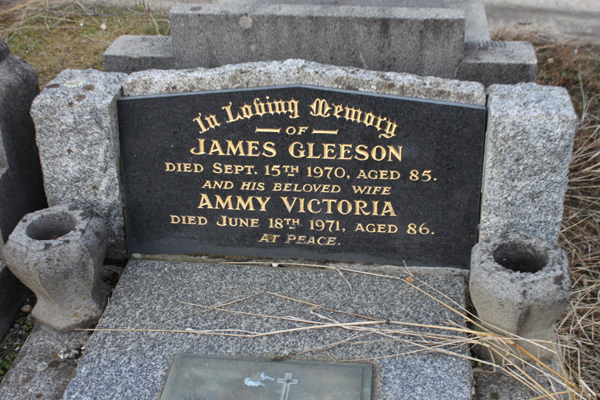 In Loving Memory
OF
JAMES GLEESON
DIED SEPT. 15TH 1970, AGED 85.
AND HIS BELOVED WIFE
AMMY VICTORIA
DIED JUNE 18TH 1971, AGED 86.
AT PEACE.